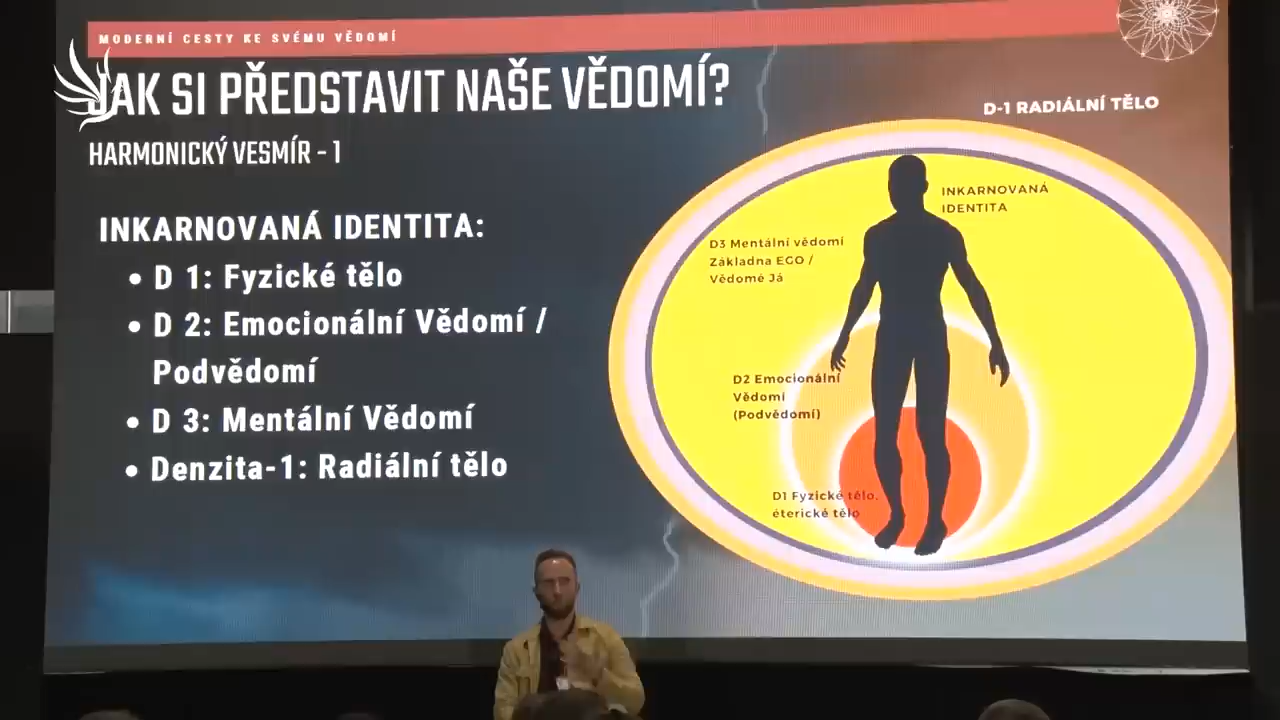 MODERNÍ CESTY KE SVÉMU VĚDOMÍ
JAK SI PŘEDSTAVIT NAŠE VĚDOMÍ?
HARMONICKÝ VESMÍR - 1
INKARNOVANÁ IDENTITA:
• D 1: Fyzické tělo
• D 2: Emocionální Vědomí /
Podvědomí
• D 3: Mentální Vědomí
• Denzita-1: Radiální tělo
D-1 RADIÁLNÍ TĚLO
INKARNOVANÁ
IDENTITA
D3 Mentální vědomí
Základna EGO /
Vědomé Já
D2 Emocionální
Vědomí
(Podvědomí)
D1 Fyzické tělo,
éterické tělo